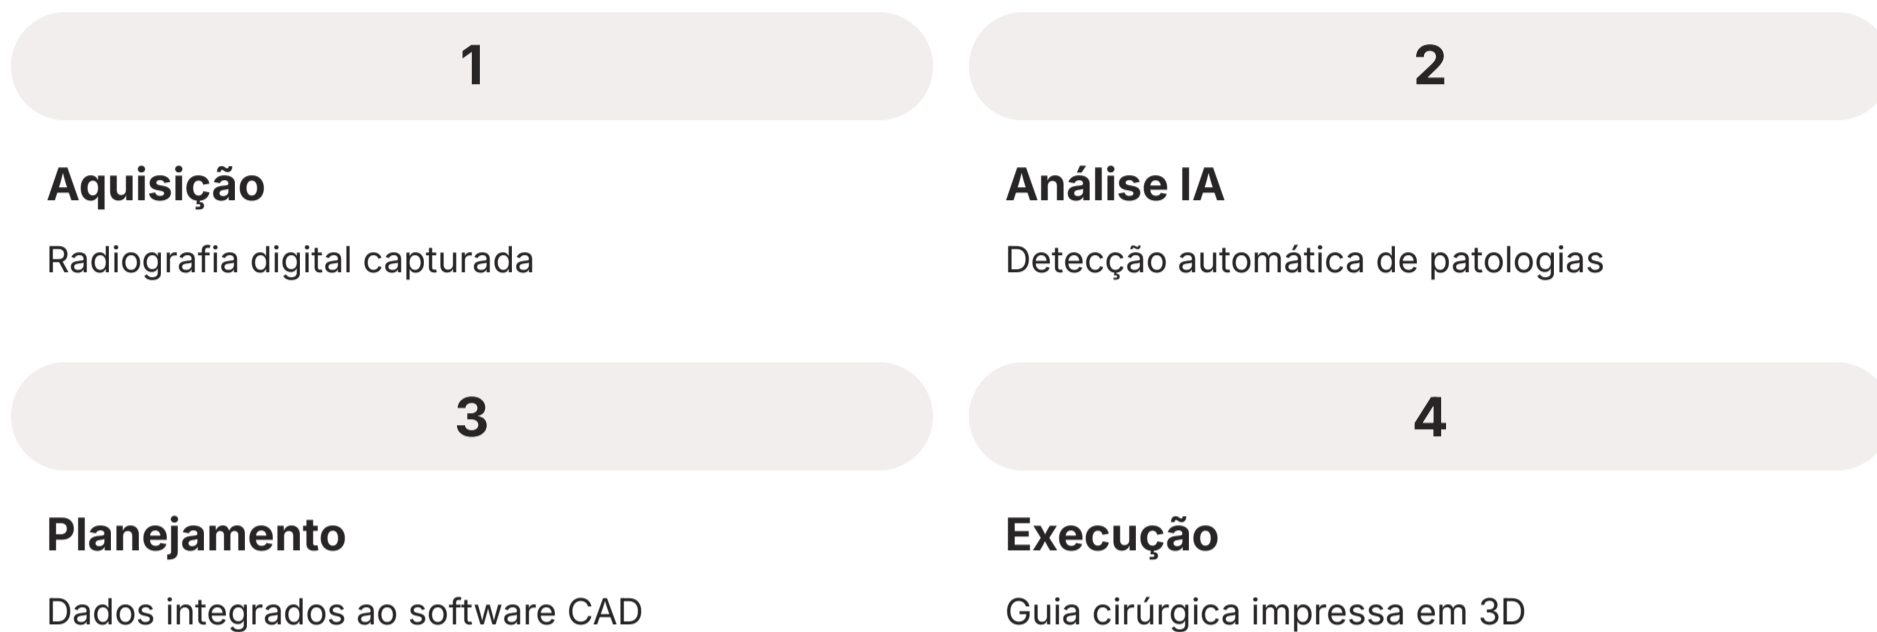 1
Aquisição
Radiografia digital capturada
2
Análise IA
Detecção automática de patologias
3
Planejamento
Dados integrados ao software CAD
4
Execução
Guia cirúrgica impressa em 3D